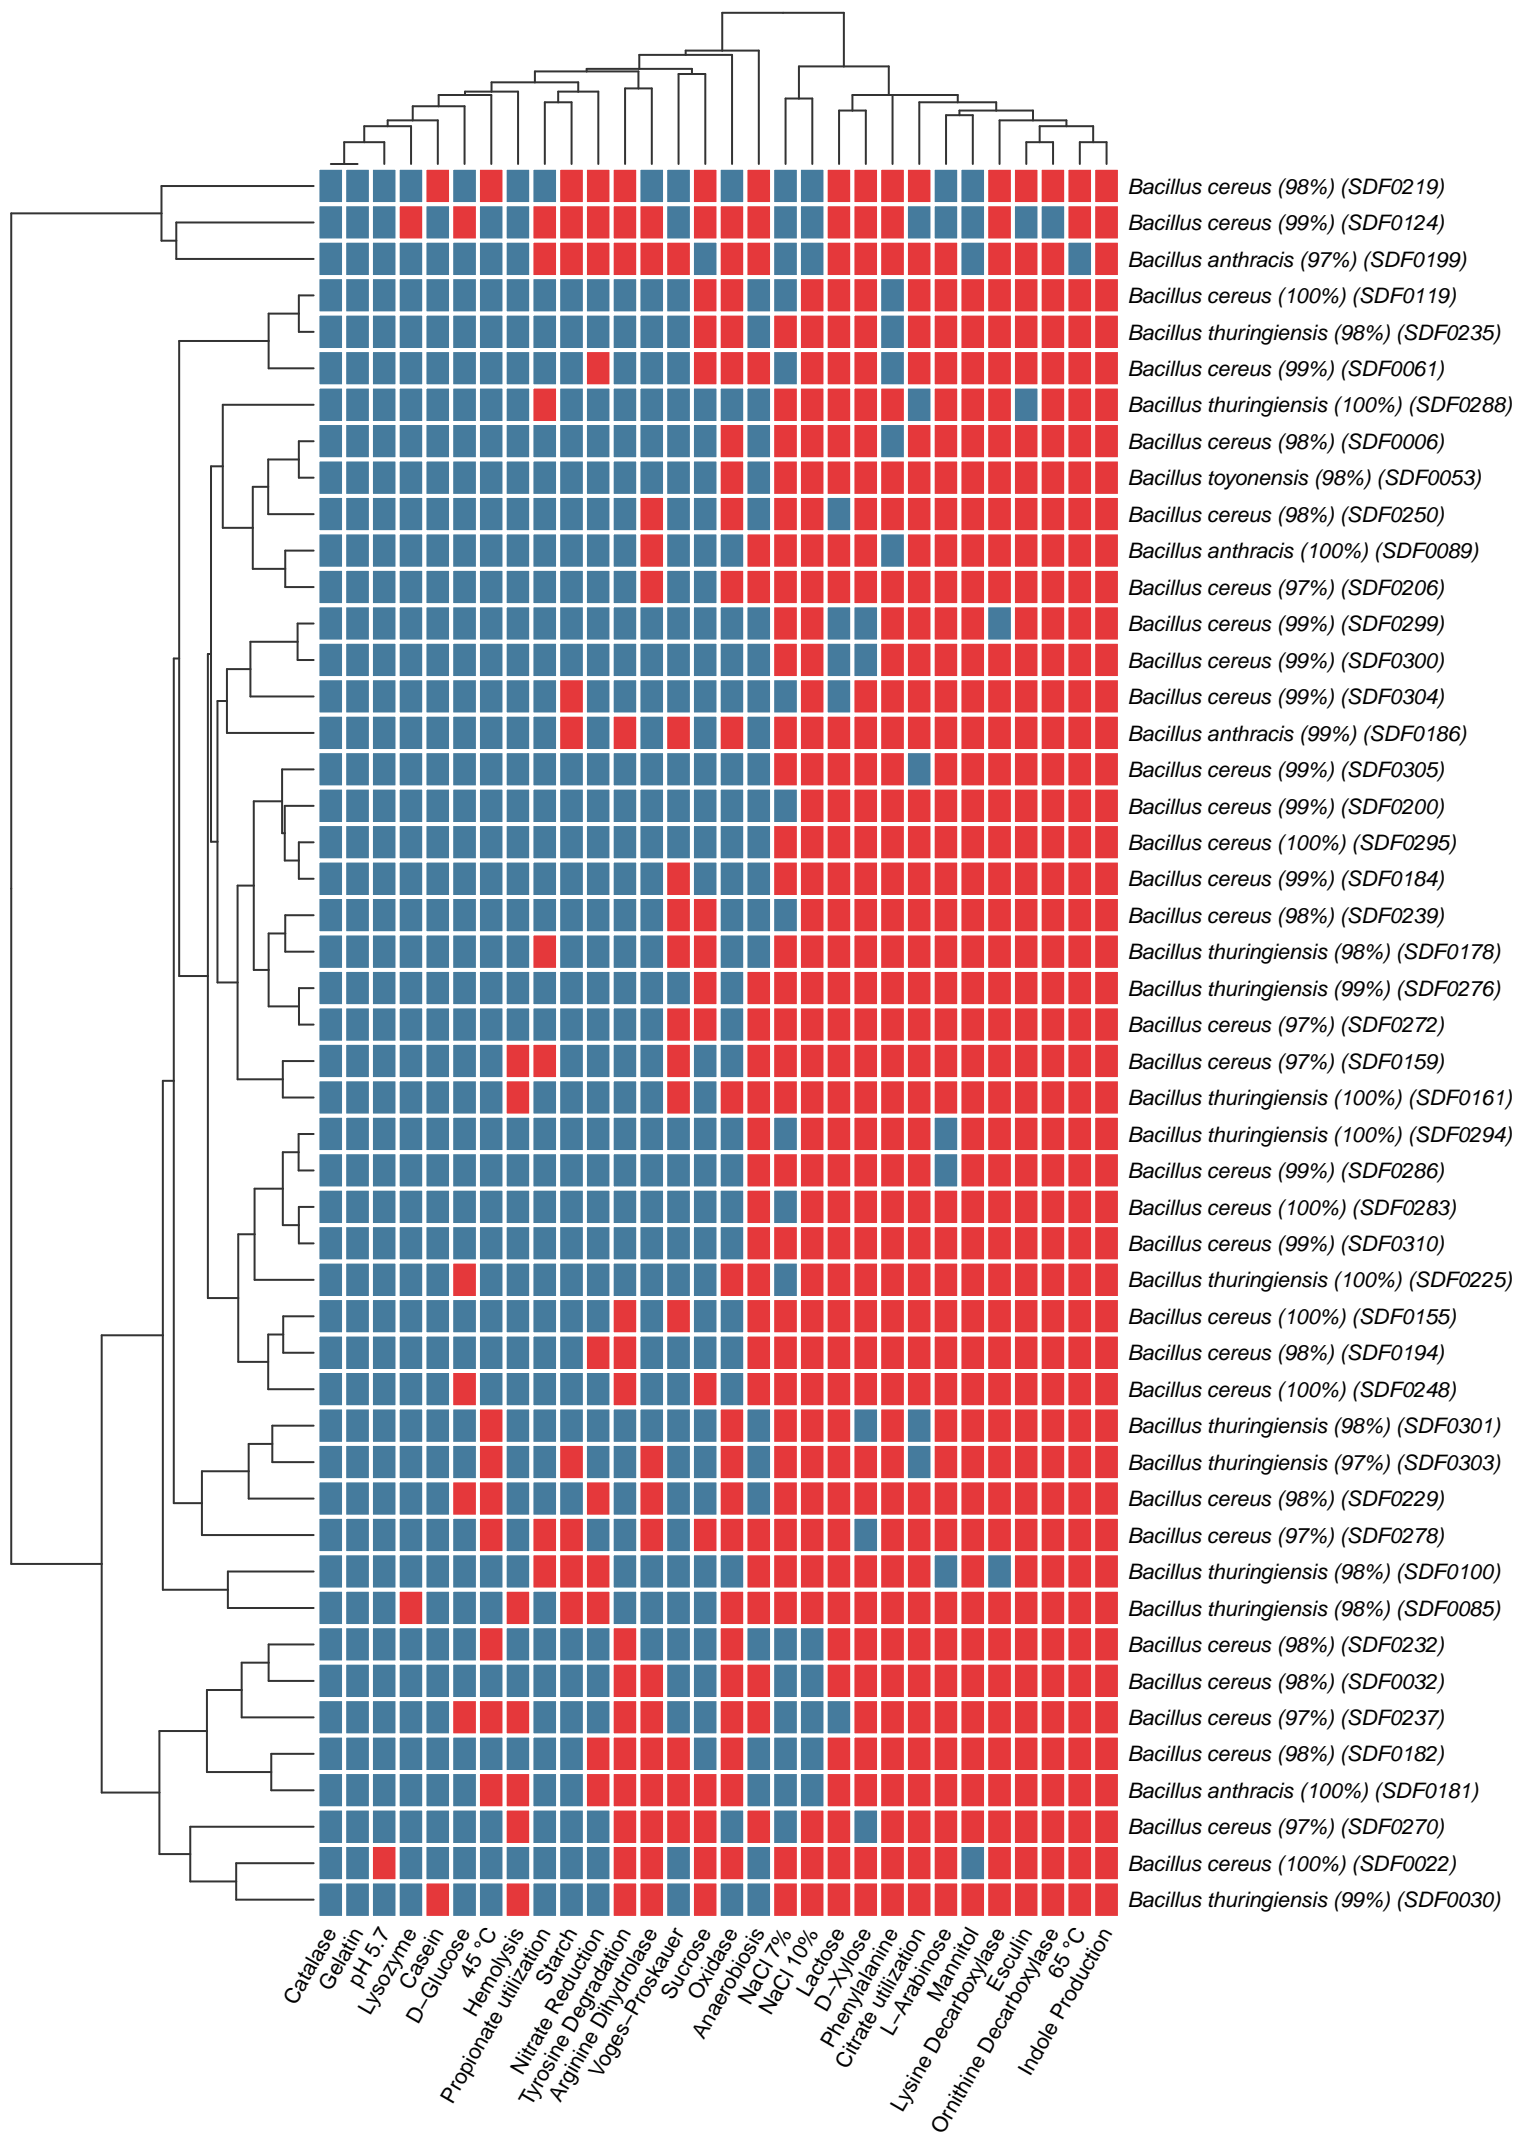 Bacillus cereus (98%) (SDF0219)
Bacillus cereus (99%) (SDF0124)
Bacillus anthracis (97%) (SDF0199)
Bacillus cereus (100%) (SDF0119)
Bacillus thuringiensis (98%) (SDF0235)
Bacillus cereus (99%) (SDF0061)
Bacillus thuringiensis (100%) (SDF0288)
Bacillus cereus (98%) (SDF0006)
Bacillus toyonensis (98%) (SDF0053)
Bacillus cereus (98%) (SDF0250)
Bacillus anthracis (100%) (SDF0089)
Bacillus cereus (97%) (SDF0206)
Bacillus cereus (99%) (SDF0299)
Bacillus cereus (99%) (SDF0300)
Bacillus cereus (99%) (SDF0304)
Bacillus anthracis (99%) (SDF0186)
Bacillus cereus (99%) (SDF0305)
Bacillus cereus (99%) (SDF0200)
Bacillus cereus (100%) (SDF0295)
Bacillus cereus (99%) (SDF0184)
Bacillus cereus (98%) (SDF0239)
Bacillus thuringiensis (98%) (SDF0178)
Bacillus thuringiensis (99%) (SDF0276)
Bacillus cereus (97%) (SDF0272)
Bacillus cereus (97%) (SDF0159)
Bacillus thuringiensis (100%) (SDF0161)
Bacillus thuringiensis (100%) (SDF0294)
Bacillus cereus (99%) (SDF0286)
Bacillus cereus (100%) (SDF0283)
Bacillus cereus (99%) (SDF0310)
Bacillus thuringiensis (100%) (SDF0225)
Bacillus cereus (100%) (SDF0155)
Bacillus cereus (98%) (SDF0194)
Bacillus cereus (100%) (SDF0248)
Bacillus thuringiensis (98%) (SDF0301)
Bacillus thuringiensis (97%) (SDF0303)
Bacillus cereus (98%) (SDF0229)
Bacillus cereus (97%) (SDF0278)
Bacillus thuringiensis (98%) (SDF0100)
Bacillus thuringiensis (98%) (SDF0085)
Bacillus cereus (98%) (SDF0232)
Bacillus cereus (98%) (SDF0032)
Bacillus cereus (97%) (SDF0237)
Bacillus cereus (98%) (SDF0182)
Bacillus anthracis (100%) (SDF0181)
Bacillus cereus (97%) (SDF0270)
Bacillus cereus (100%) (SDF0022)
Bacillus thuringiensis (99%) (SDF0030)
Catalase
Gelatin
pH 5.7
Lysozyme
Casein
D−Glucose
45 °C
Hemolysis
Propionate utilization
Starch
Nitrate Reduction
Tyrosine Degradation
Arginine Dihydrolase
Voges−Proskauer
Sucrose
Oxidase
Anaerobiosis
NaCl 7%
NaCl 10%
Lactose
D−Xylose
Phenylalanine
Citrate utilization
L−Arabinose
Mannitol
Lysine Decarboxylase
Esculin
Ornithine Decarboxylase
65 °C
Indole Production